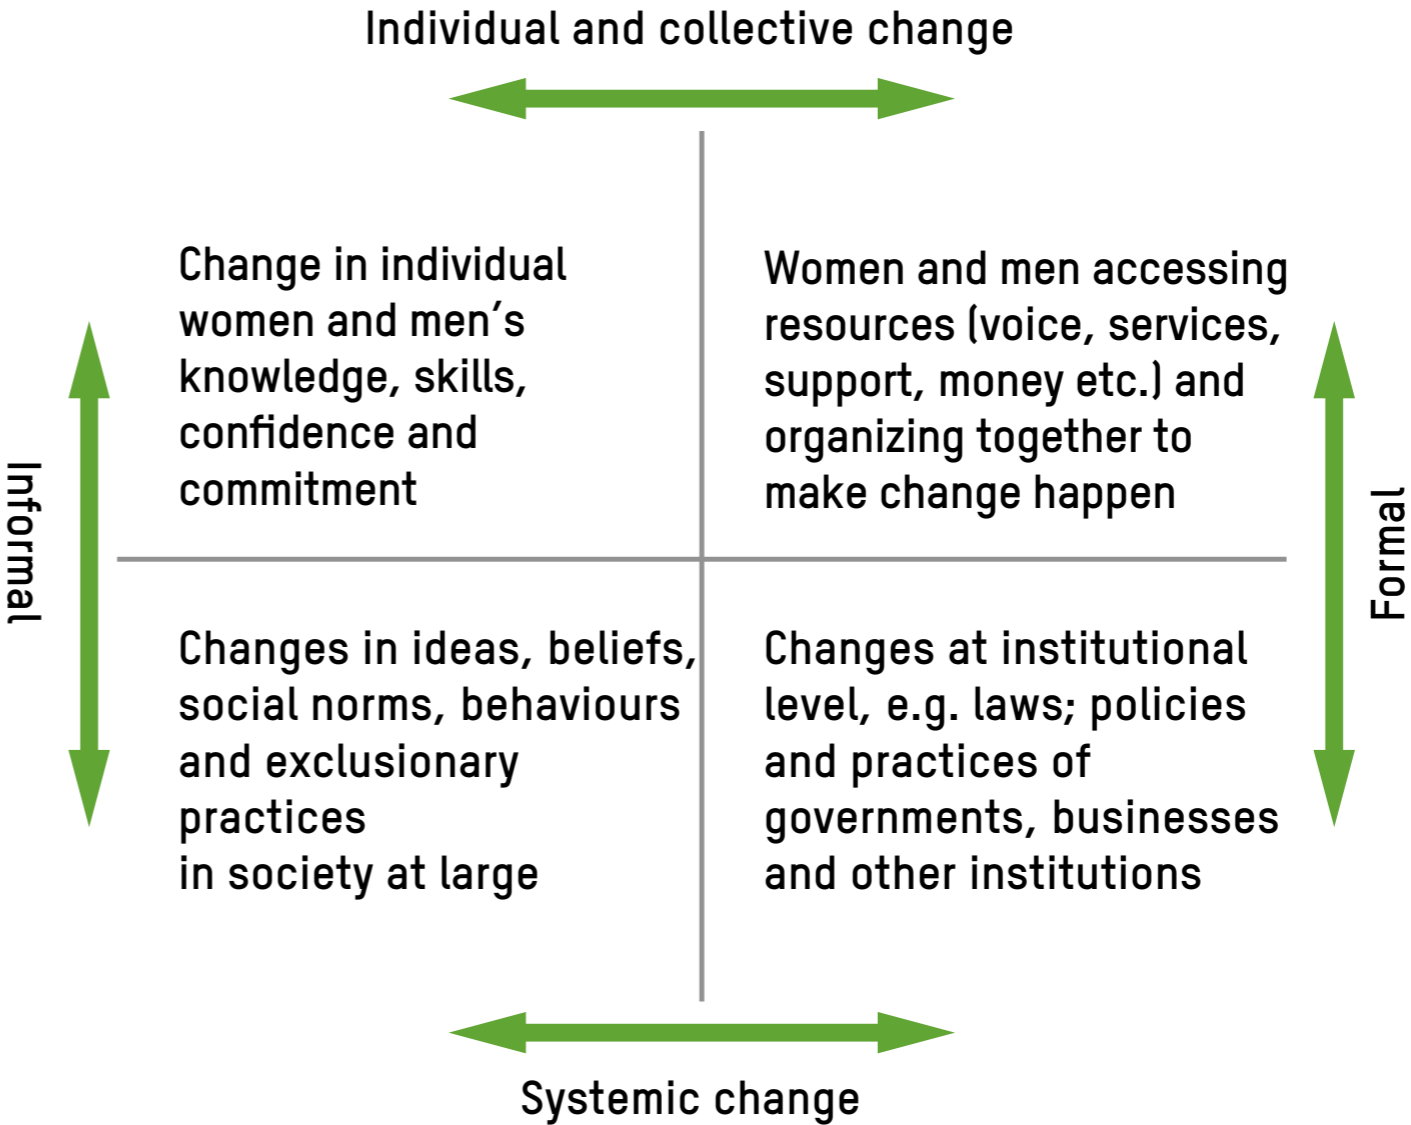 Individual and collective change
Change in individual
women and men’s
knowledge, skills,
confidence and
commitment
Women and men accessing
resources (voice, services,
support, money etc.) and
organizing together to
make change happen
Informal
Formal
Changes in ideas, beliefs,
social norms, behaviours
and exclusionary
practices
in society at large
Changes at institutional
level, e.g. laws; policies
and practices of
governments, businesses
and other institutions
Systemic change